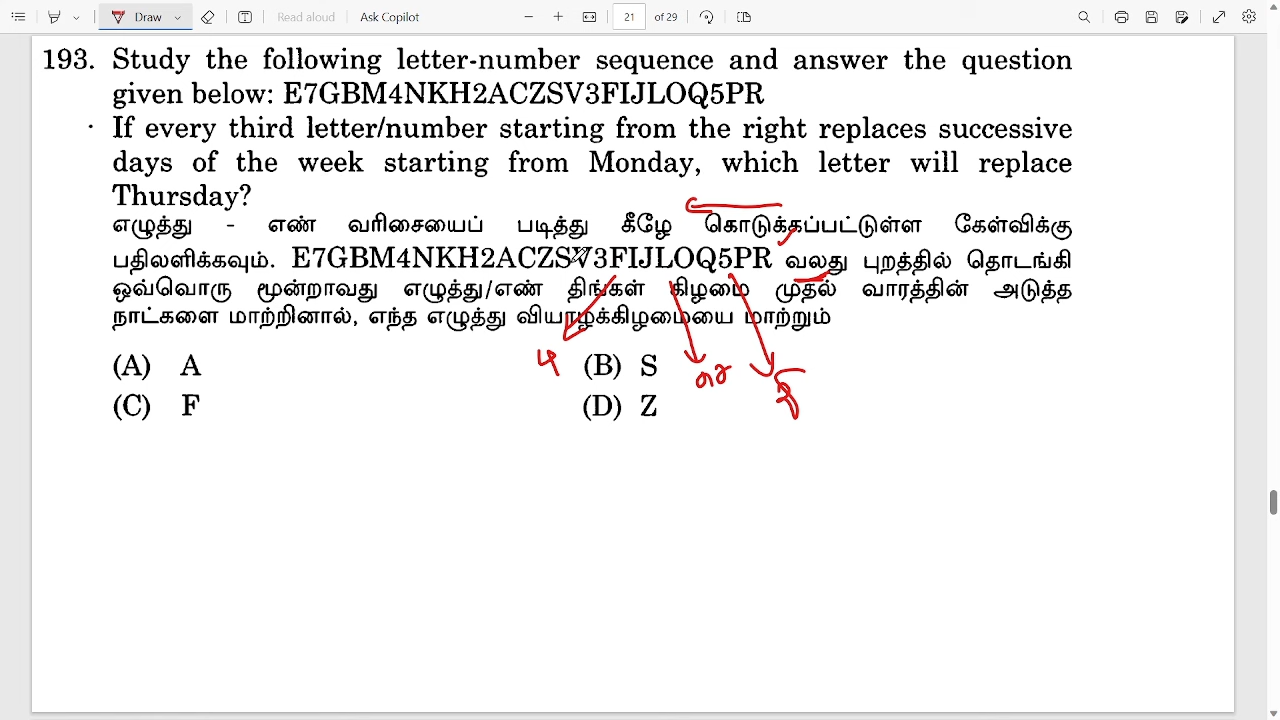 Draw
Read aloud
Ask Copilot
21
of 29
193. Study the following letter-number sequence and answer the question
given below: E7GBM4NKH2ACZSV3FIJLOQ5PR
If every third letter/number starting from the right replaces successive
days of the week starting from Monday, which letter will replace
Thursday?
எழுத்து - எண் வரிசையைப் படித்து கீழே கொடுக்கப்பட்டுள்ள கேள்விக்கு
பதிலளிக்கவும். E7GBM4NKH2ACZSV3FIJLOQ5PR வலது புறத்தில் தொடங்கி
ஒவ்வொரு மூன்றாவது எழுத்து/எண் திங்கள் கிழமை முதல் வாரத்தின் அடுத்த
நாட்களை மாற்றினால், எந்த எழுத்து வியாழக்கிழமையை மாற்றும்
(A) A
(B) S
(C) F
(D) Z